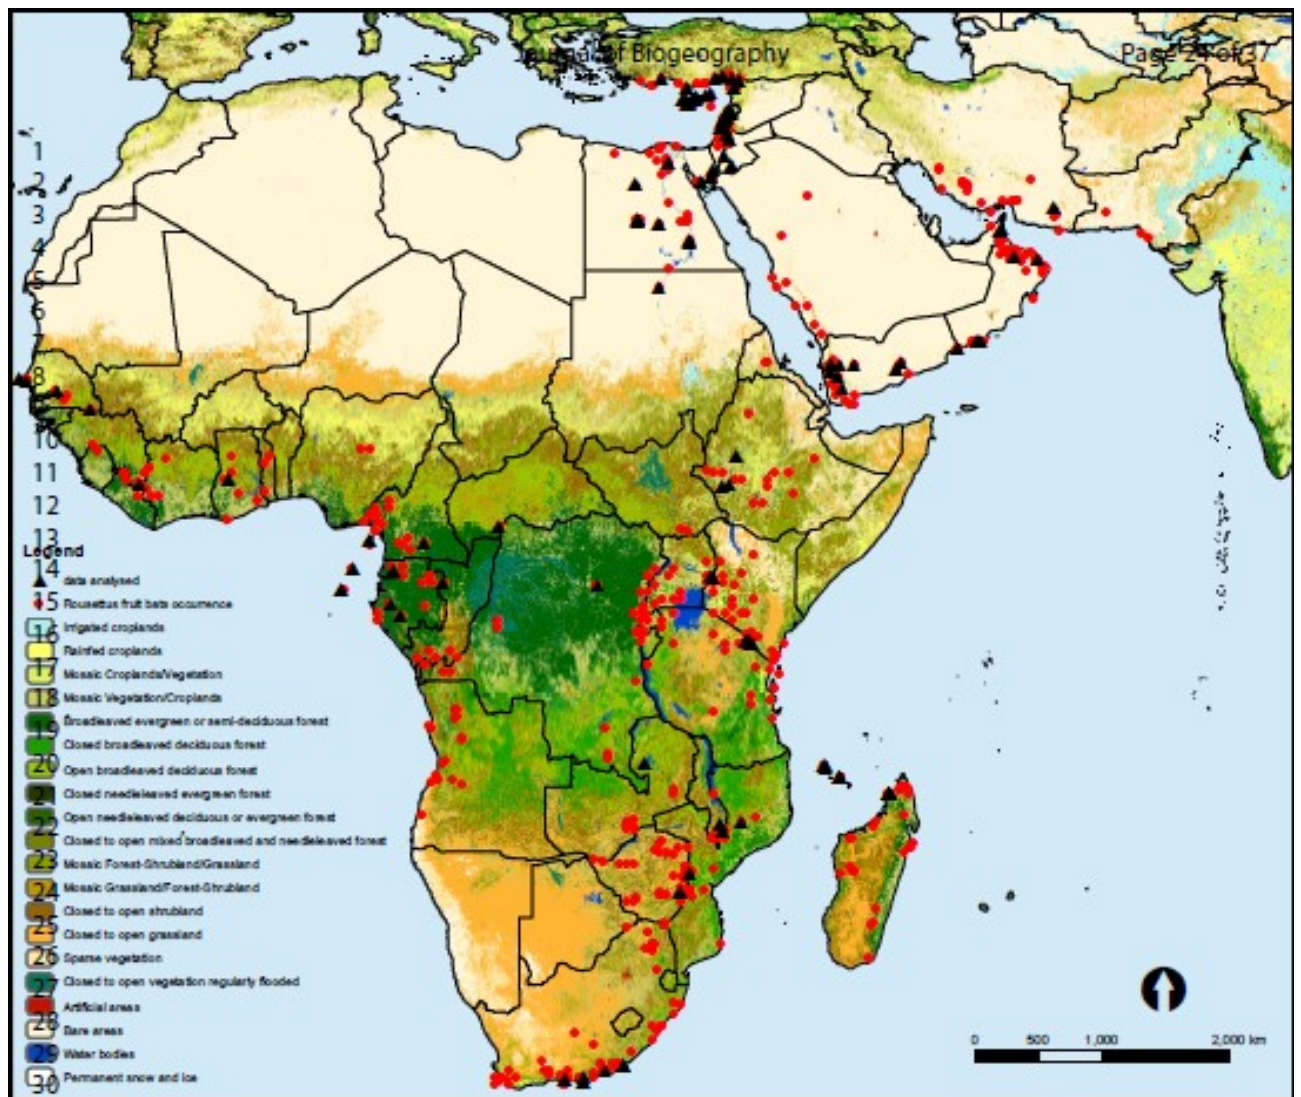 Journal of Biogeography
Page 24 of 37
1
2
3
4
5
6
7
8
10
11
12
13
Legend
14
data analysed
15
Rousettus fruit bats occurrence
16
Irrigated croplands
17
Rainfed croplands
Mosaic Croplands/Vegetation
18
Mosaic Vegetation/Croplands
19
Broadleaved evergreen or semi-deciduous forest
20
Closed broadleaved deciduous forest
Open broadleaved deciduous forest
21
Closed needleleaved evergreen forest
22
Open needleleaved deciduous or evergreen forest
Closed to open mixed broadleaved and needleleaved forest
23
Mosaic Forest-Shrubland/Grassland
24
Mosaic Grassland/Forest-Shrubland
Closed to open shrubland
25
Closed to open grassland
26
Sparse vegetation
27
Closed to open vegetation regularly flooded
Artificial areas
28
Bare areas
29
Water bodies
30
Permanent snow and ice
0 500 1,000 2,000 km